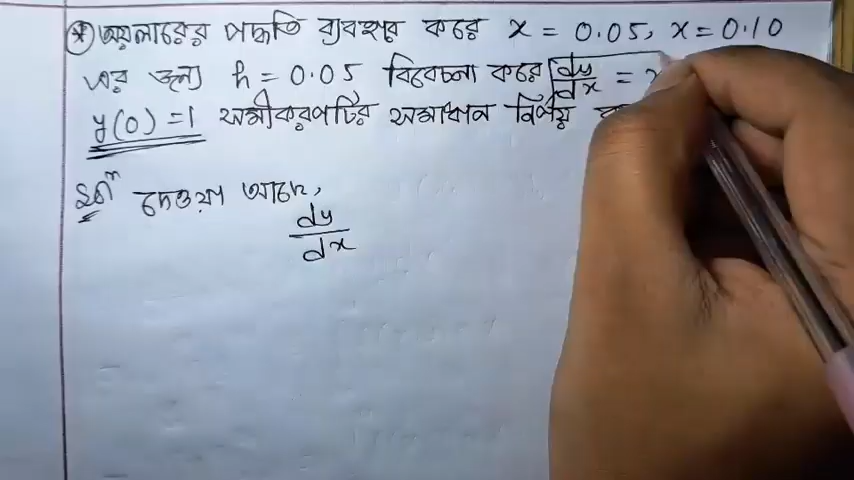 * অয়লারের পদ্ধতি ব্যবহার করে x = 0.05, x = 0.10
এর জন্য h = 0.05 বিবেচনা করে dy/dx =
y(0) = 1 সমীকরণটির সমাধান নির্ণয়
দেওয়া আছে,
dy/dx